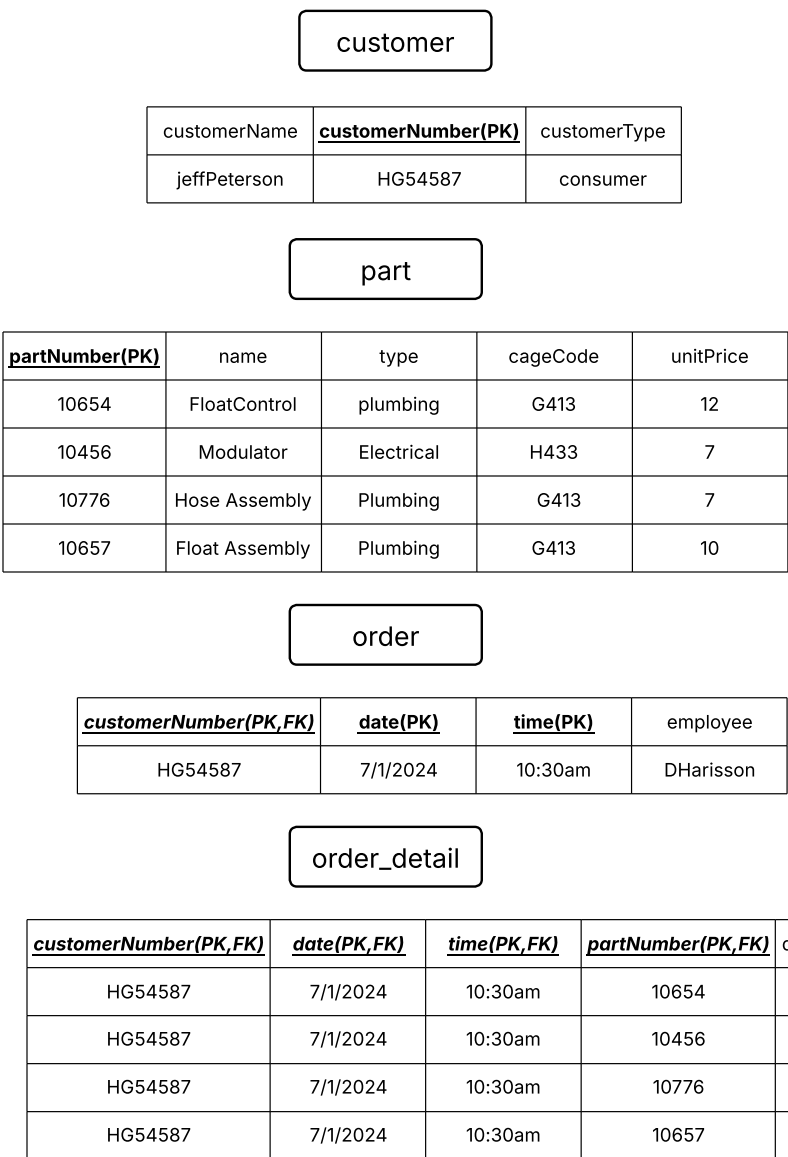 customer
customerName customerNumber(PK) customerType
jeffPeterson HG54587 consumer
part
partNumber(PK) name type cageCode unitPrice
10654 FloatControl plumbing G413 12
10456 Modulator Electrical H433 7
10776 Hose Assembly Plumbing G413 7
10657 Float Assembly Plumbing G413 10
order
customerNumber(PK,FK) date(PK) time(PK) employee
HG54587 7/1/2024 10:30am DHarisson
order_detail
customerNumber(PK,FK) date(PK,FK) time(PK,FK) partNumber(PK,FK)
HG54587 7/1/2024 10:30am 10654
HG54587 7/1/2024 10:30am 10456
HG54587 7/1/2024 10:30am 10776
HG54587 7/1/2024 10:30am 10657